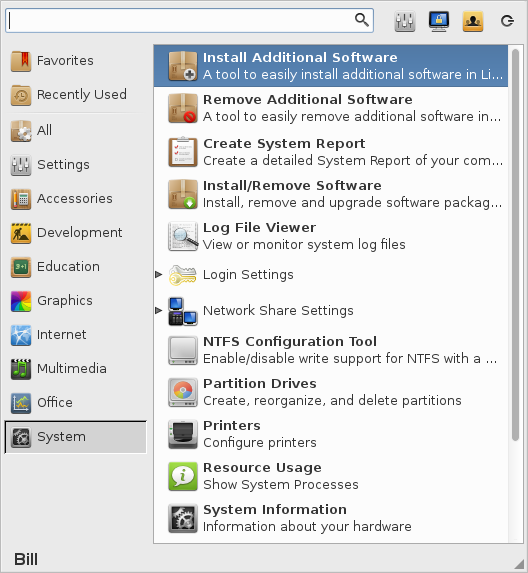 Favorites
Recently Used
All
Settings
Accessories
Development
Education
Graphics
Internet
Multimedia
Office
System
Install Additional Software
A tool to easily install additional software in Li...
Remove Additional Software
A tool to easily remove additional software in...
Create System Report
Create a detailed System Report of your com...
Install/Remove Software
Install, remove and upgrade software packag...
Log File Viewer
View or monitor system log files
Login Settings
Network Share Settings
NTFS Configuration Tool
Enable/disable write support for NTFS with a ...
Partition Drives
Create, reorganize, and delete partitions
Printers
Configure printers
Resource Usage
Show System Processes
System Information
Information about your hardware
Bill